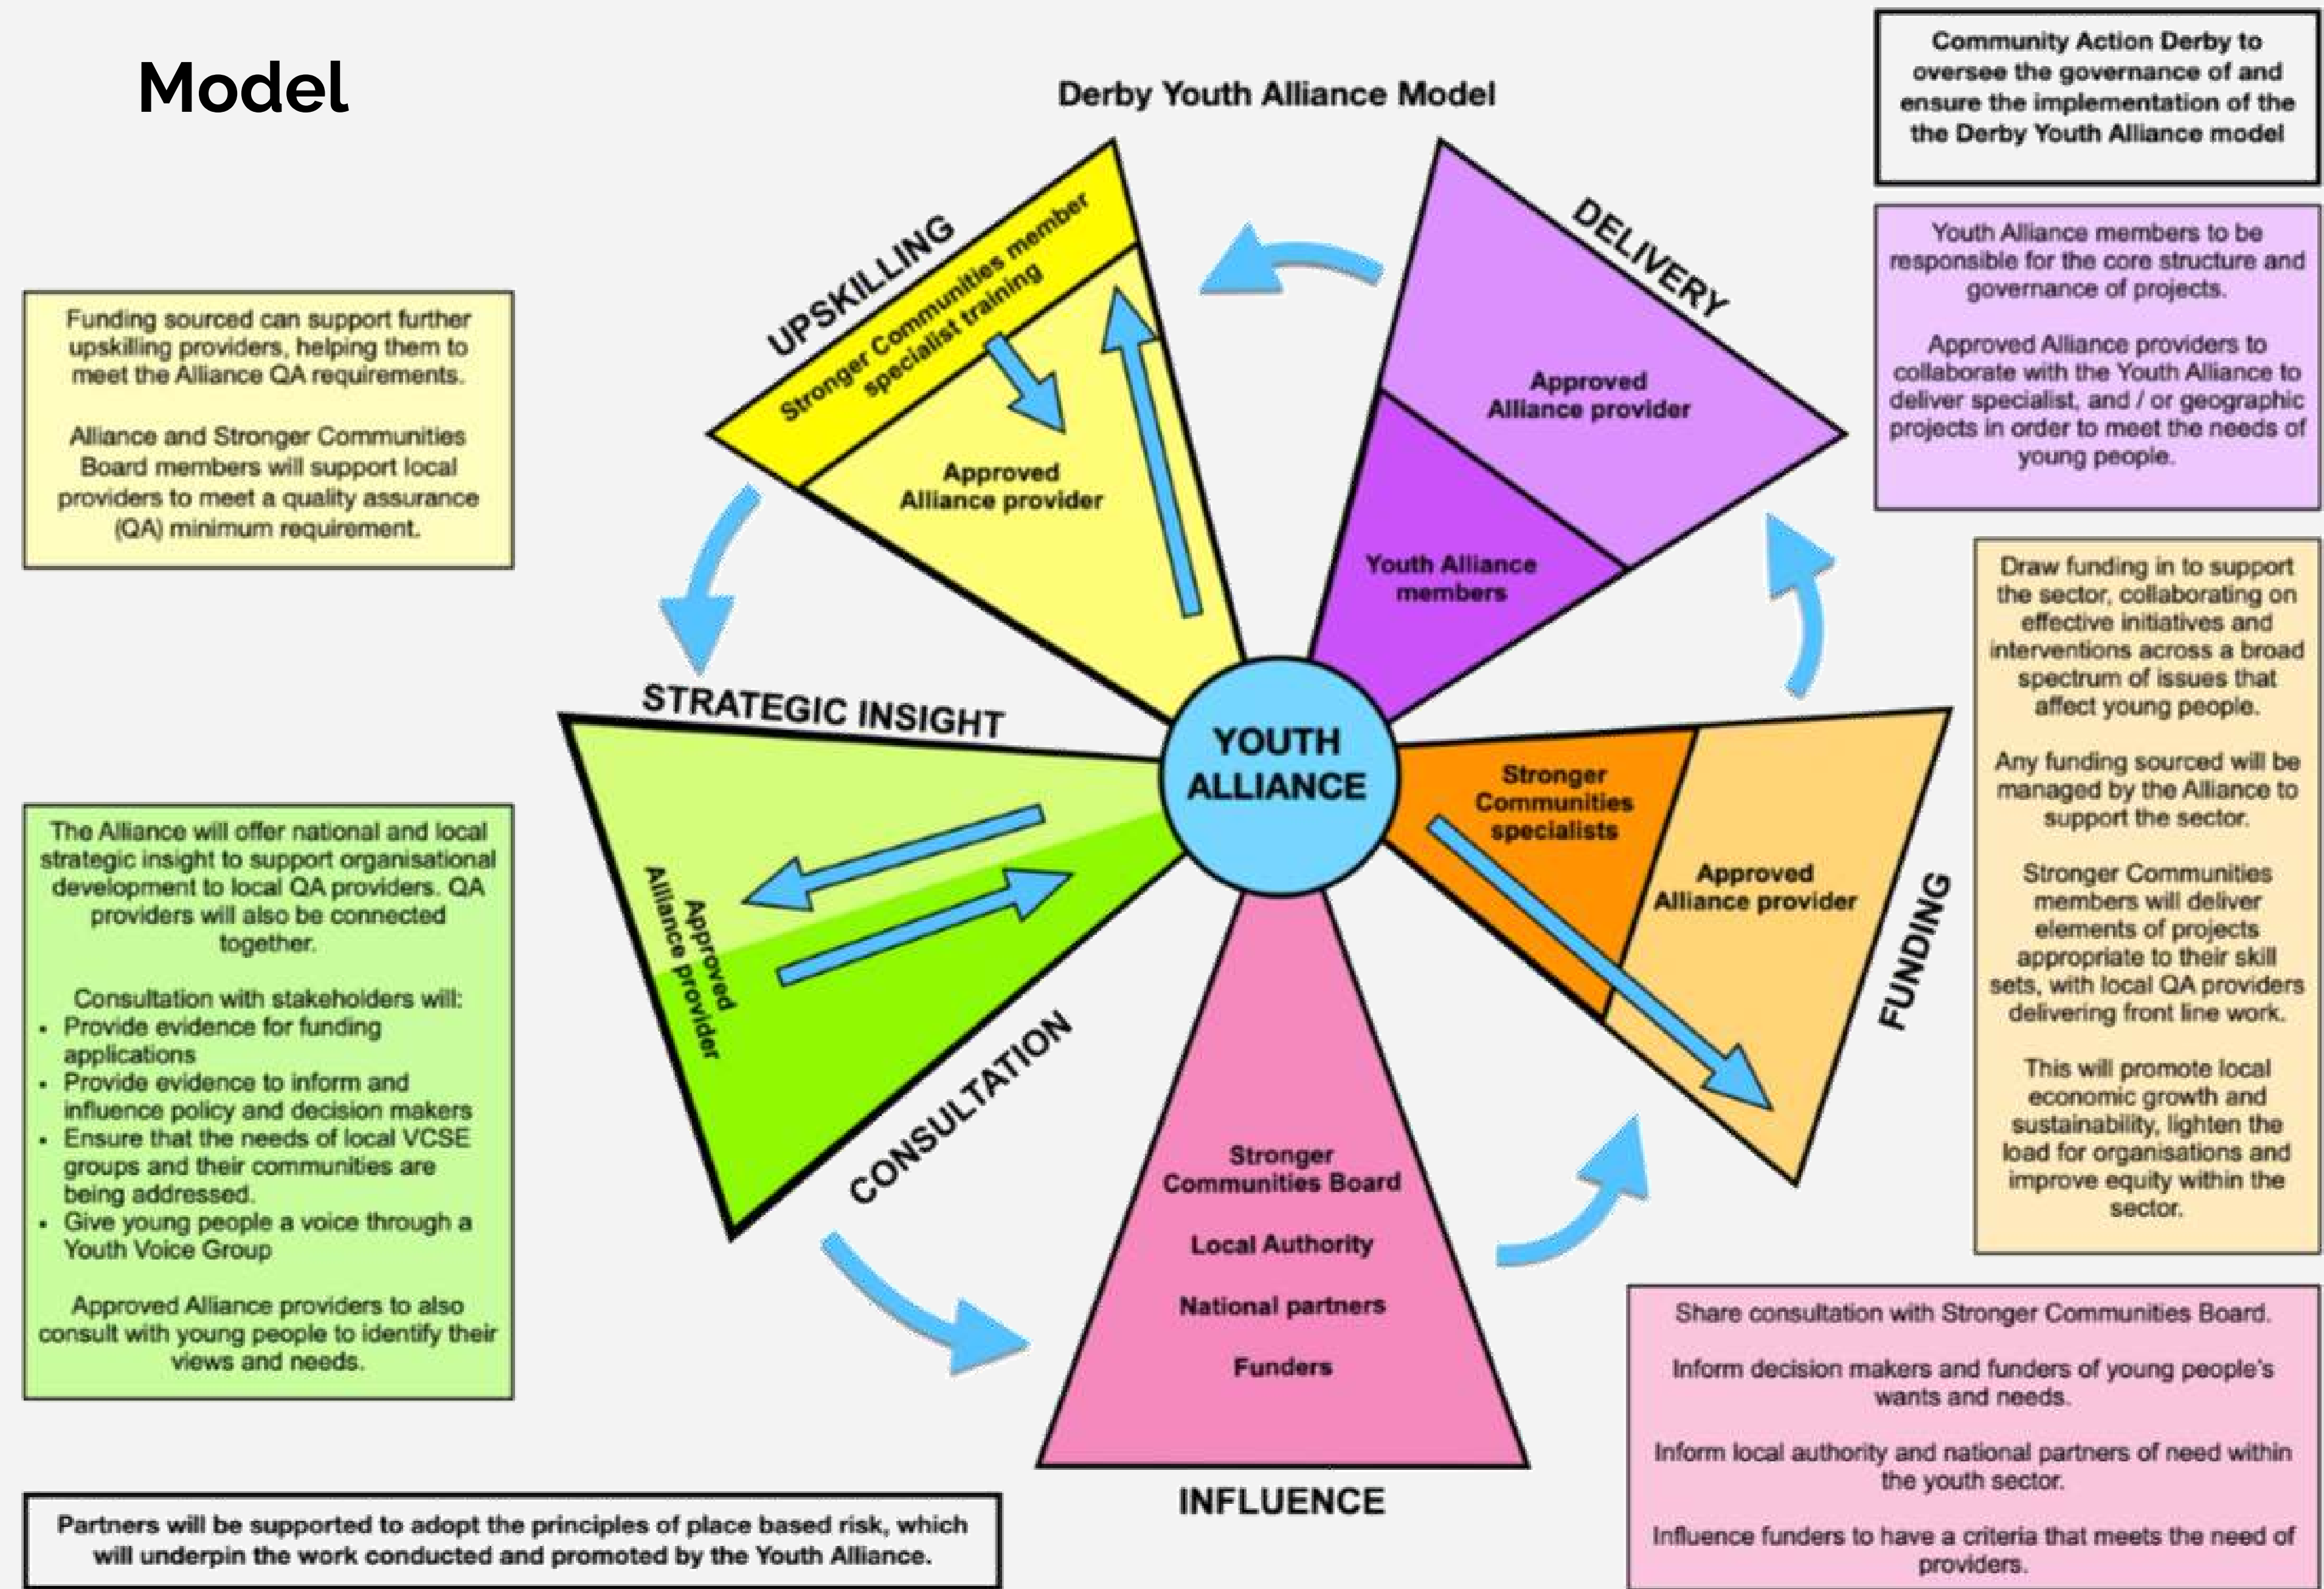 Model
Derby Youth Alliance Model
Community Action Derby to
oversee the governance of and
ensure the implementation of the
the Derby Youth Alliance model
UPSKILLING
Stronger Communities member
specialist training
Approved
Alliance provider
DELIVERY
Approved
Alliance provider
Youth Alliance
members
Youth Alliance members to be
responsible for the core structure and
governance of projects.
Approved Alliance providers to
collaborate with the Youth Alliance to
deliver specialist, and / or geographic
projects in order to meet the needs of
young people.
Funding sourced can support further
upskilling providers, helping them to
meet the Alliance QA requirements.
Alliance and Stronger Communities
Board members will support local
providers to meet a quality assurance
(QA) minimum requirement.
STRATEGIC INSIGHT
Approved
Alliance provider
CONSULTATION
YOUTH
ALLIANCE
Stronger
Communities
specialists
Approved
Alliance provider
FUNDING
Draw funding in to support
the sector, collaborating on
effective initiatives and
interventions across a broad
spectrum of issues that
affect young people.
Any funding sourced will be
managed by the Alliance to
support the sector.
Stronger Communities
members will deliver
elements of projects
appropriate to their skill
sets, with local QA providers
delivering front line work.
This will promote local
economic growth and
sustainability, lighten the
load for organisations and
improve equity within the
sector.
The Alliance will offer national and local
strategic insight to support organisational
development to local QA providers. QA
providers will also be connected
together.
Consultation with stakeholders will:
• Provide evidence for funding
applications
• Provide evidence to inform and
influence policy and decision makers
• Ensure that the needs of local VCSE
groups and their communities are
being addressed.
• Give young people a voice through a
Youth Voice Group
Approved Alliance providers to also
consult with young people to identify their
views and needs.
Stronger
Communities Board
Local Authority
National partners
Funders
INFLUENCE
Share consultation with Stronger Communities Board.
Inform decision makers and funders of young people's
wants and needs.
Inform local authority and national partners of need within
the youth sector.
Influence funders to have a criteria that meets the need of
providers.
Partners will be supported to adopt the principles of place based risk, which
will underpin the work conducted and promoted by the Youth Alliance.